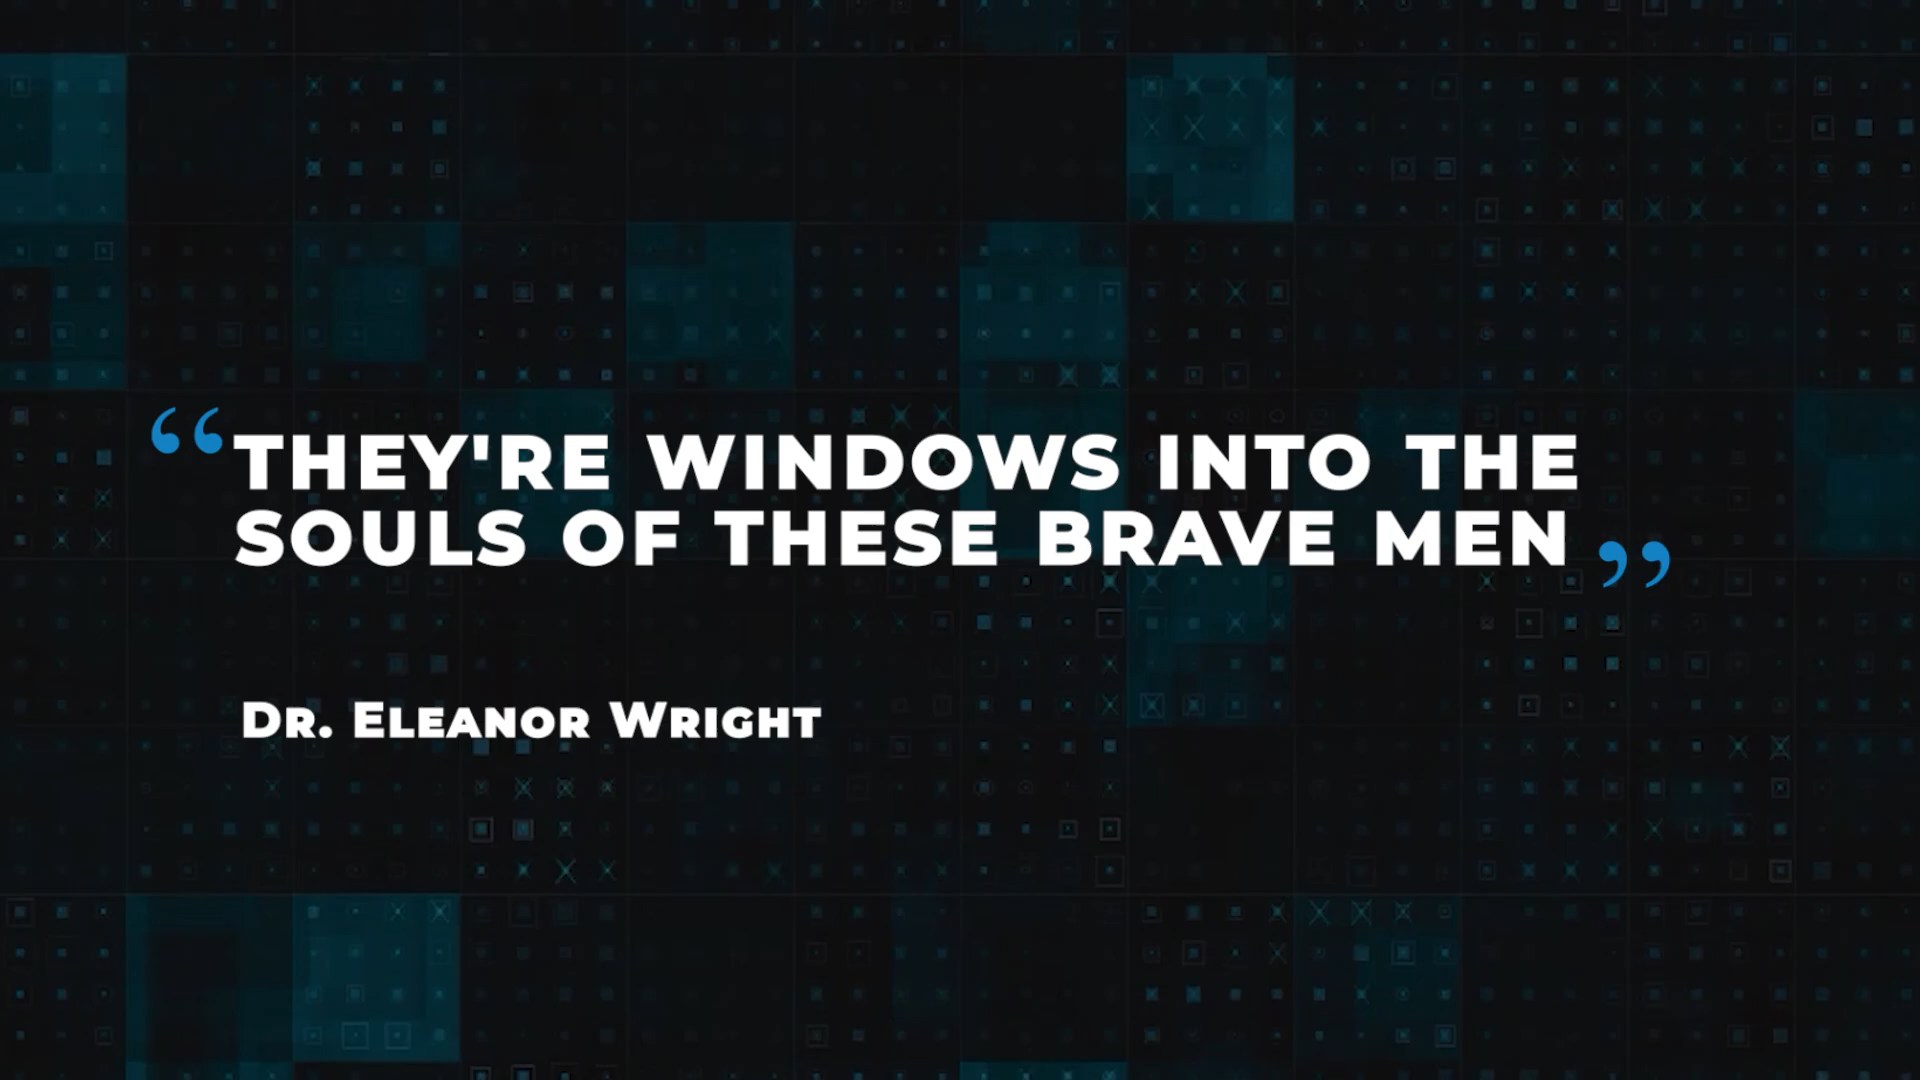 “THEY'RE WINDOWS INTO THE
SOULS OF THESE BRAVE MEN”
Dr. Eleanor Wright